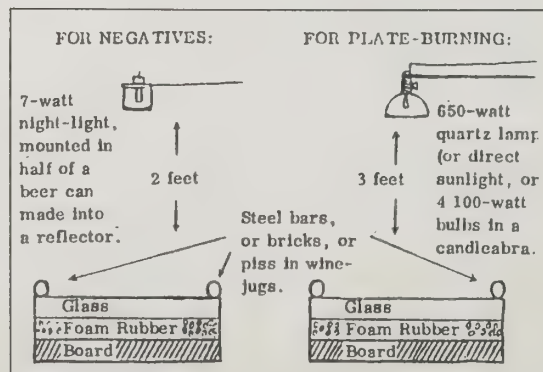 FOR NEGATIVES:
7-watt
night-light,
mounted in
half of a
beer can
made into
a reflector.
2 feet
FOR PLATE-BURNING:
650-watt
quartz lamp
(or direct
sunlight, or
4 100-watt
bulbs in a
candleabra.
3 feet
Steel bars,
or bricks, or
piss in wine-
jugs.
Glass
Foam Rubber
Board
Glass
Foam Rubber
Board